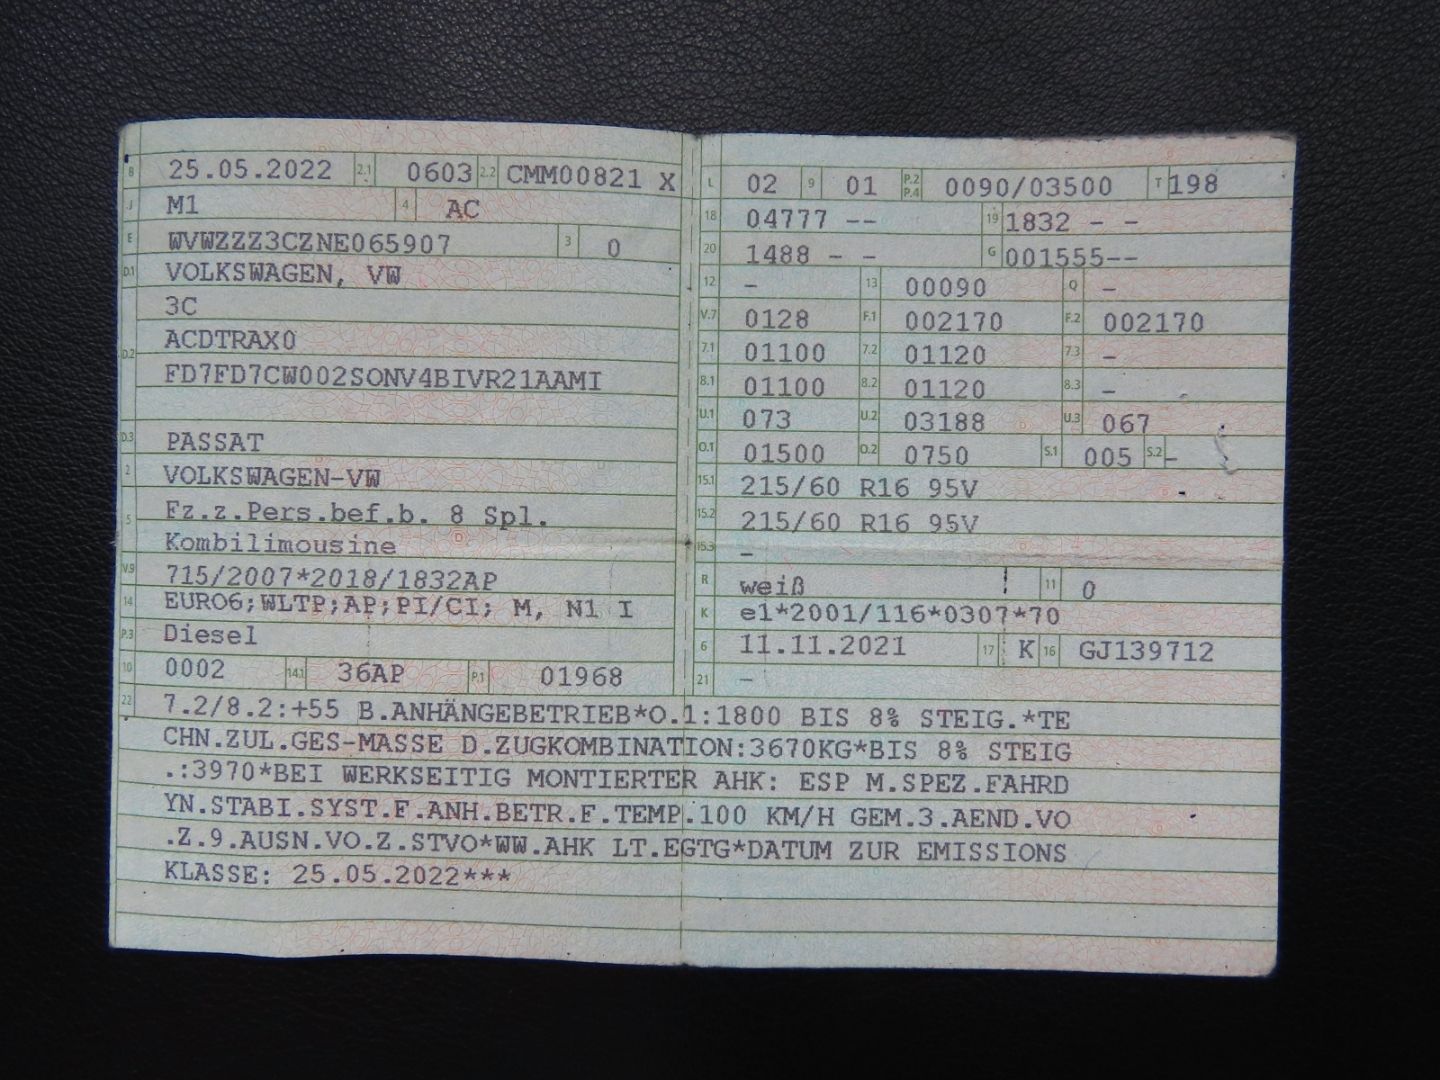 B 25.05.2022 2.1 0603 2.2 CMM00821 X
J M1 4 AC
E WVWZZZ3CZNE065907 3 0
D.1 VOLKSWAGEN, VW
3C
D.2 ACDTRAX0
FD7FD7CW002SONV4BIVR21AAMI
D.3 PASSAT
2 VOLKSWAGEN-VW
5 Fz.z.Pers.bef.b. 8 Spl.
Kombilimousine
V.9 715/2007*2018/1832AP
14 EURO6;WLTP;AP;PI/CI; M, N1 I
P.3 Diesel
10 0002 14.1 36AP P.1 01968
L 02 9 01 P.2 P.4 0090/03500 T 198
18 04777 -- 19 1832 - -
20 1488 - - G 001555--
12 - 13 00090 Q -
V.7 0128 F.1 002170 F.2 002170
7.1 01100 7.2 01120 7.3 -
8.1 01100 8.2 01120 8.3 -
U.1 073 U.2 03188 U.3 067
O.1 01500 O.2 0750 S.1 005 S.2 -
15.1 215/60 R16 95V
15.2 215/60 R16 95V
15.3 -
R weiß 11 0
K e1*2001/116*0307*70
6 11.11.2021 17 K 16 GJ139712
21 -
22 7.2/8.2:+55 B.ANHÄNGEBETRIEB*O.1:1800 BIS 8% STEIG.*TE
CHN.ZUL.GES-MASSE D.ZUGKOMBINATION:3670KG*BIS 8% STEIG
.:3970*BEI WERKSEITIG MONTIERTER AHK: ESP M.SPEZ.FAHRD
YN.STABI.SYST.F.ANH.BETR.F.TEMP.100 KM/H GEM.3.AEND.VO
.Z.9.AUSN.VO.Z.STVO*WW.AHK LT.EGTG*DATUM ZUR EMISSIONS
KLASSE: 25.05.2022***